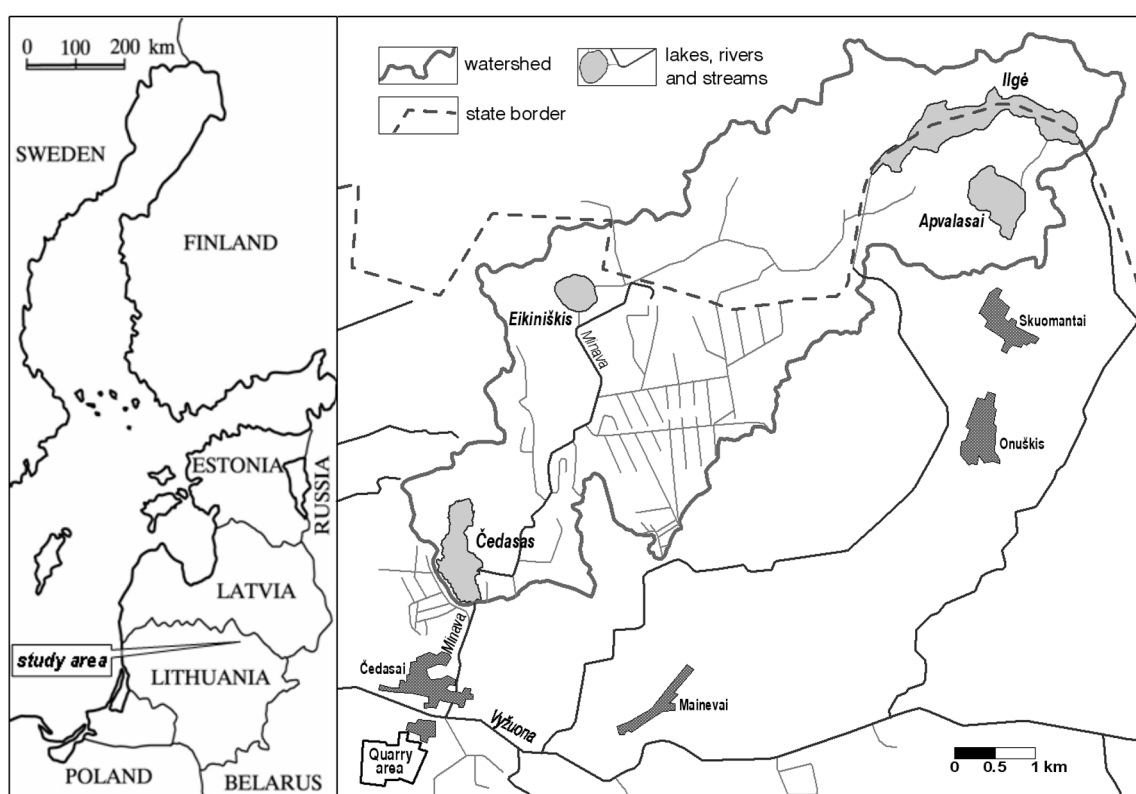 0 100 200 km
SWEDEN
FINLAND
ESTONIA
RUSSIA
LATVIA
study area
LITHUANIA
POLAND
BELARUS
watershed
lakes, rivers
and streams
state border
Ilgė
Apvalasai
Eikiniškis
Minava
Skuomantai
Onuškis
Čedasas
Minava
Čedasai
Mainevai
Vyžuona
Quarry
area
0 0.5 1 km